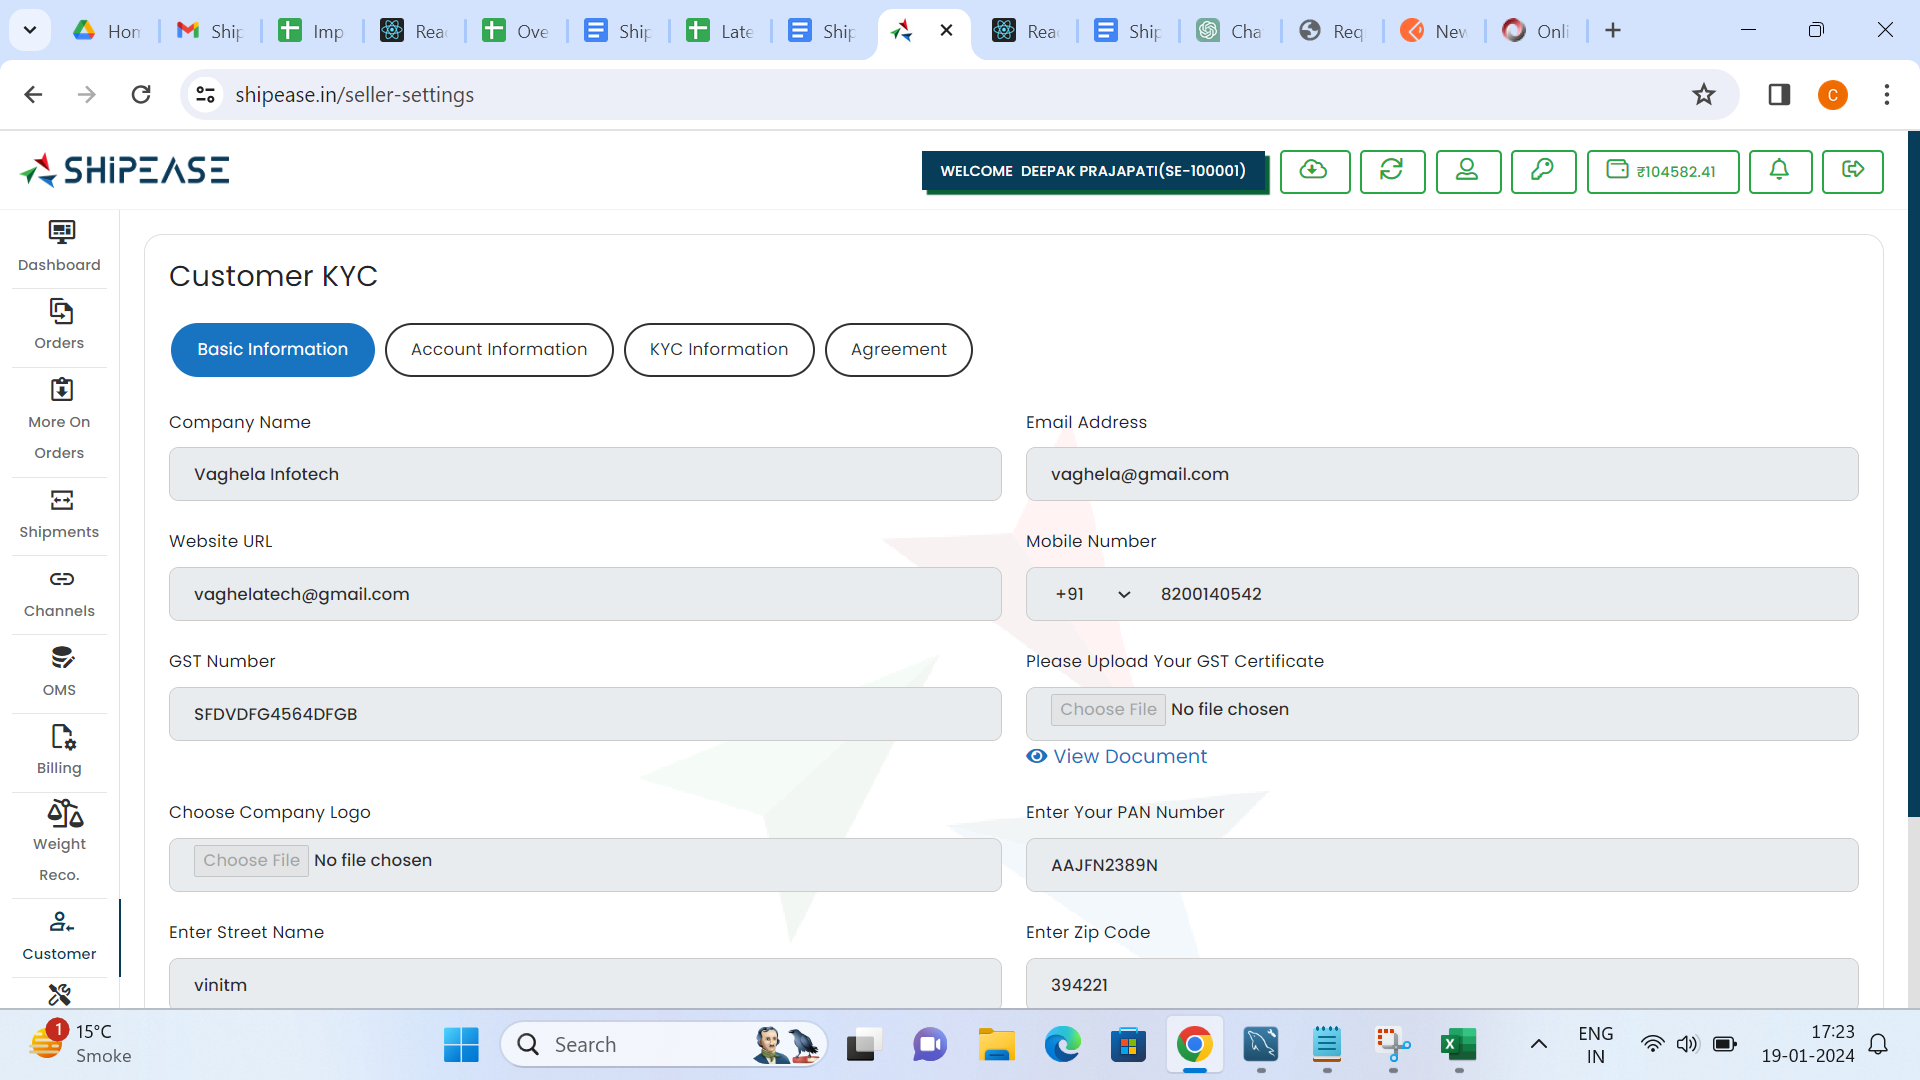 Hom
Ship
Imp
Rea
Ove
Ship
Late
Ship
Rea
Ship
Cha
Req
New
Onli
shipease.in/seller-settings
C
SHIPEASE
WELCOME DEEPAK PRAJAPATI(SE-100001)
₹104582.41
Dashboard
Orders
More On
Orders
Shipments
Channels
OMS
Billing
Weight
Reco.
Customer
Customer KYC
Basic Information
Account Information
KYC Information
Agreement
Company Name
Email Address
Vaghela Infotech
vaghela@gmail.com
Website URL
Mobile Number
vaghelatech@gmail.com
+91 8200140542
GST Number
Please Upload Your GST Certificate
SFDVDFG4564DFGB
Choose File No file chosen
View Document
Choose Company Logo
Enter Your PAN Number
Choose File No file chosen
AAJFN2389N
Enter Street Name
Enter Zip Code
vinitm
394221
1
15°C
Smoke
Search
ENG
IN
17:23
19-01-2024